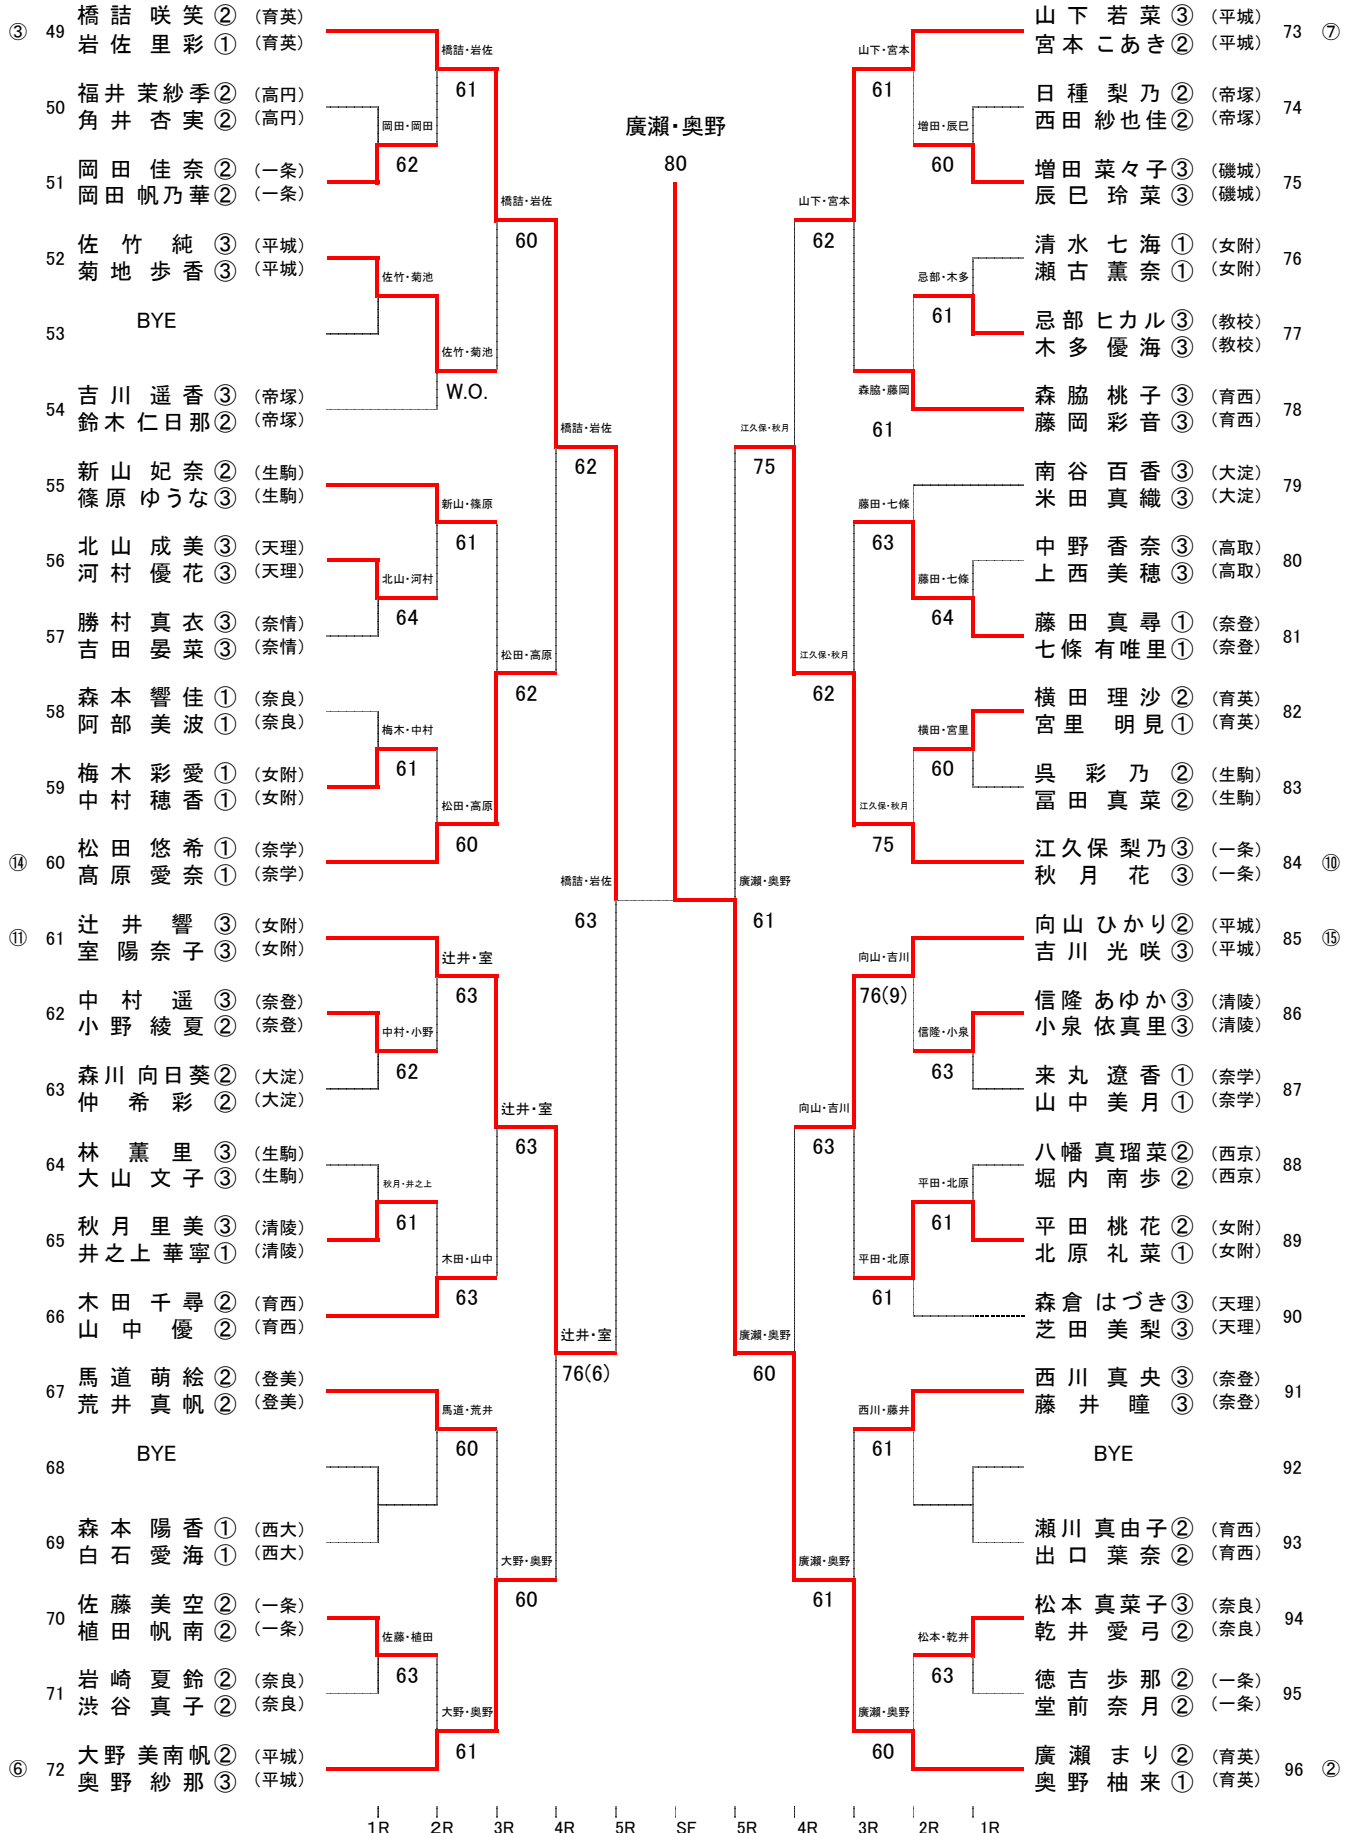 ③ 49 橋詰 咲笑② (育英)
岩佐 里彩① (育英)
50 福井 茉紗季② (高円)
角井 杏実② (高円)
51 岡田 佳奈② (一条)
岡田 帆乃華② (一条)
52 佐竹 純③ (平城)
菊地 歩香③ (平城)
53 BYE
54 吉川 遥香③ (帝塚)
鈴木 仁日那② (帝塚)
55 新山 妃奈② (生駒)
篠原 ゆうな③ (生駒)
56 北山 成美③ (天理)
河村 優花③ (天理)
57 勝村 真衣③ (奈情)
吉田 晏菜③ (奈情)
58 森本 響佳① (奈良)
阿部 美波① (奈良)
59 梅木 彩愛① (女附)
中村 穂香① (女附)
⑭ 60 松田 悠希① (奈学)
髙原 愛奈① (奈学)
⑪ 61 辻井 響③ (女附)
室 陽奈子③ (女附)
62 中村 遥③ (奈登)
小野 綾夏② (奈登)
63 森川 向日葵② (大淀)
仲 希彩② (大淀)
64 林 薫里③ (生駒)
大山 文子③ (生駒)
65 秋月 里美③ (清陵)
井之上 華寧① (清陵)
66 木田 千尋② (育西)
山中 優② (育西)
67 馬道 萌絵② (登美)
荒井 真帆② (登美)
68 BYE
69 森本 陽香① (西大)
白石 愛海① (西大)
70 佐藤 美空② (一条)
植田 帆南② (一条)
71 岩崎 夏鈴② (奈良)
渋谷 真子② (奈良)
⑥ 72 大野 美南帆② (平城)
奥野 紗那③ (平城)
岡田・岡田
62
佐竹・菊池
北山・河村
64
梅木・中村
61
中村・小野
62
秋月・井之上
61
佐藤・植田
63
橋詰・岩佐
61
佐竹・菊池
W.O.
新山・篠原
61
松田・高原
60
辻井・室
63
木田・山中
63
馬道・荒井
60
大野・奥野
61
橋詰・岩佐
60
松田・高原
62
辻井・室
63
大野・奥野
60
橋詰・岩佐
62
辻井・室
76(6)
橋詰・岩佐
63
廣瀬・奥野
80
廣瀬・奥野
61
江久保・秋月
75
廣瀬・奥野
60
山下・宮本
62
江久保・秋月
62
向山・吉川
63
廣瀬・奥野
61
山下・宮本
61
森脇・藤岡
61
藤田・七條
63
江久保・秋月
75
向山・吉川
76(9)
平田・北原
61
西川・藤井
61
廣瀬・奥野
60
増田・辰巳
60
忌部・木多
61
藤田・七條
64
横田・宮里
60
信隆・小泉
63
平田・北原
61
松本・乾井
63
山下 若菜③ (平城) 73 ⑦
宮本 こあき② (平城)
日種 梨乃② (帝塚) 74
西田 紗也佳② (帝塚)
増田 菜々子③ (磯城) 75
辰巳 玲菜③ (磯城)
清水 七海① (女附) 76
瀬古 薫奈① (女附)
忌部 ヒカル③ (教校) 77
木多 優海③ (教校)
森脇 桃子③ (育西) 78
藤岡 彩音③ (育西)
南谷 百香③ (大淀) 79
米田 真織③ (大淀)
中野 香奈③ (高取) 80
上西 美穂③ (高取)
藤田 真尋① (奈登) 81
七條 有唯里① (奈登)
横田 理沙② (育英) 82
宮里 明見① (育英)
呉 彩乃② (生駒) 83
冨田 真菜② (生駒)
江久保 梨乃③ (一条) 84 ⑩
秋月 花③ (一条)
向山 ひかり② (平城) 85 ⑮
吉川 光咲③ (平城)
信隆 あゆか③ (清陵) 86
小泉 依真里③ (清陵)
来丸 遼香① (奈学) 87
山中 美月① (奈学)
八幡 真瑠菜② (西京) 88
堀内 南歩② (西京)
平田 桃花② (女附) 89
北原 礼菜① (女附)
森倉 はづき③ (天理) 90
芝田 美梨③ (天理)
西川 真央③ (奈登) 91
藤井 瞳③ (奈登)
BYE 92
瀬川 真由子② (育西) 93
出口 葉奈② (育西)
松本 真菜子③ (奈良) 94
乾井 愛弓② (奈良)
徳吉 歩那② (一条) 95
堂前 奈月② (一条)
廣瀬 まり② (育英) 96 ②
奥野 柚来① (育英)
1R 2R 3R 4R 5R SF 5R 4R 3R 2R 1R